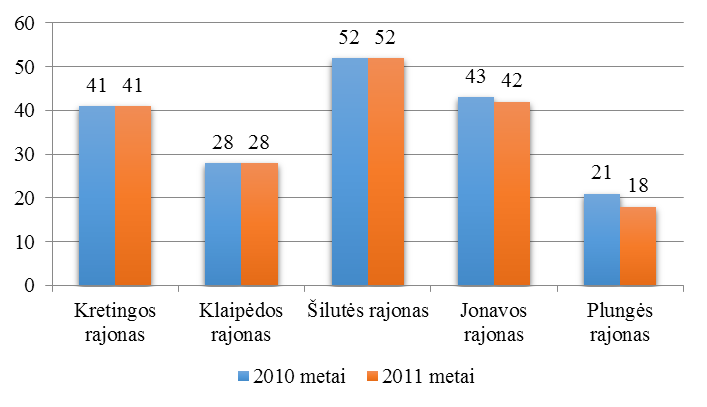 60
50
40
30
20
10
0
41 41
28 28
52 52
43 42
21 18
Kretingos
rajonas
Klaipėdos
rajonas
Šilutės rajonas
Jonavos
rajonas
Plungės
rajonas
2010 metai 2011 metai